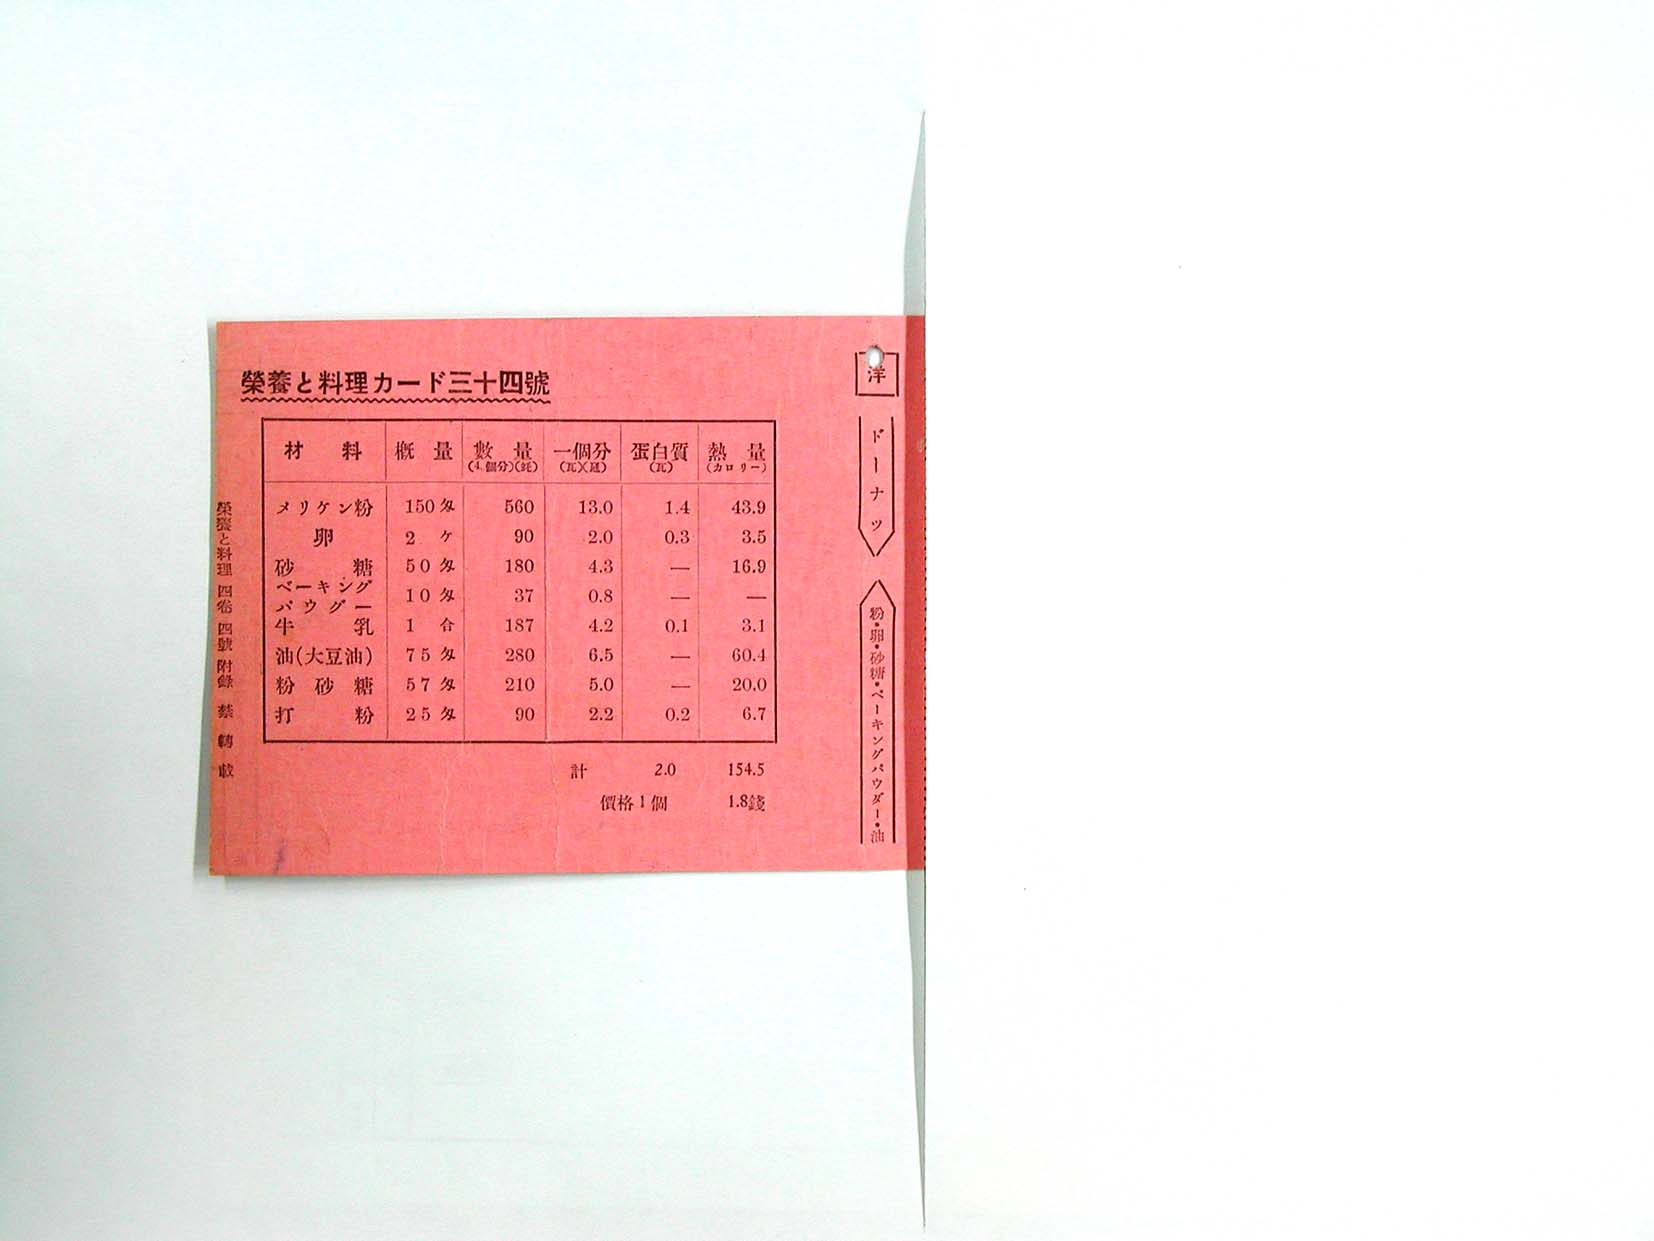 洋
ドーナツ
粉・卵・砂糖・ベーキングパウダー・油
榮養と料理カード三十四號
材料 概量 數量 一個分 蛋白質 熱量
(瓦) (カロリー)
メリケン粉 150匁 560 13.0 1.4 43.9
卵 2ケ 90 2.0 0.3 3.5
砂糖 50匁 180 4.3 — 16.9
ベーキング
パウダー 10匁 37 0.8 — —
牛乳 1合 187 4.2 0.1 3.1
油(大豆油) 75匁 280 6.5 — 60.4
粉砂糖 57匁 210 5.0 — 20.0
打粉 25匁 90 2.2 0.2 6.7
計 2.0 154.5
價格1個 1.8錢
榮養と料理 四卷 四號 附錄 禁轉載